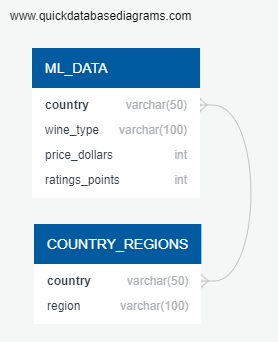 www.quickdatabasediagrams.com
ML_DATA
country varchar(50)
wine_type varchar(100)
price_dollars int
ratings_points int
COUNTRY_REGIONS
country varchar(50)
region varchar(100)